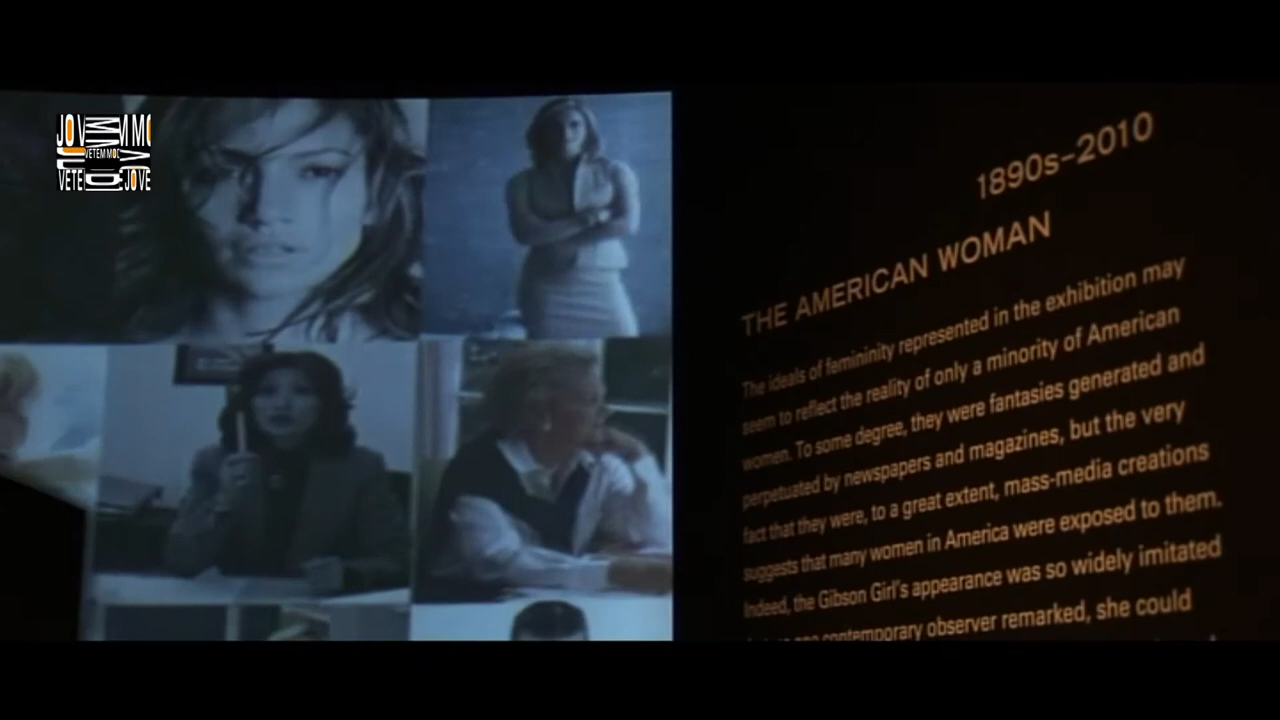 1890s–2010
THE AMERICAN WOMAN
The ideals of femininity represented in the exhibition may
seem to reflect the reality of only a minority of American
women. To some degree, they were fantasies generated and
perpetuated by newspapers and magazines, but the very
fact that they were, to a great extent, mass-media creations
suggests that many women in America were exposed to them.
Indeed, the Gibson Girl's appearance was so widely imitated
contemporary observer remarked, she could